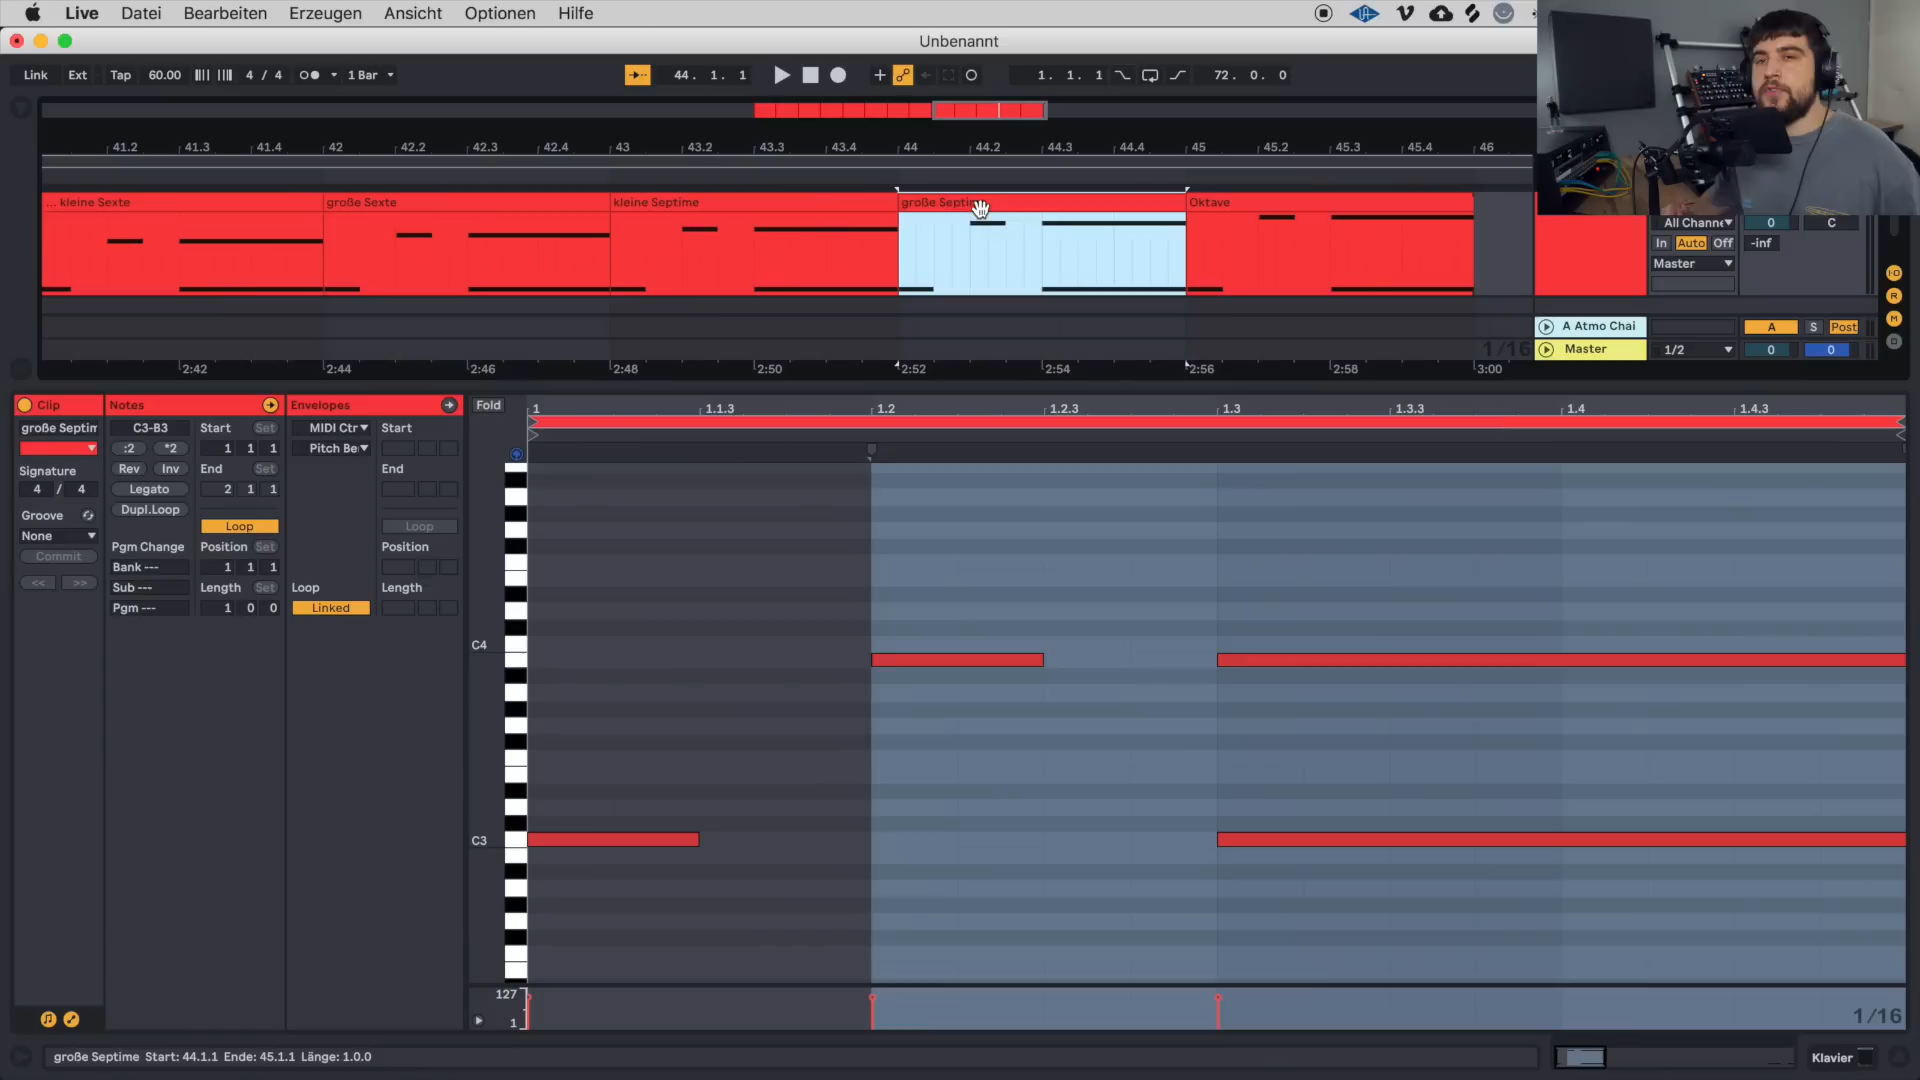 Live Datei Bearbeiten Erzeugen Ansicht Optionen Hilfe
Unbenannt
Link Ext Tap 60.00 4 / 4 1 Bar 44. 1. 1 1. 1. 1 72. 0. 0
41.2 41.3 41.4 42 42.2 42.3 42.4 43 43.2 43.3 43.4 44 44.2 44.3 44.4 45 45.2 45.3 45.4 46
... kleine Sexte große Sexte kleine Septime große Septim Oktave
All Channe 0 C
In Auto Off -inf
Master
A Atmo Chai A S Post
1/16
Master 1/2 0 0
2:42 2:44 2:46 2:48 2:50 2:52 2:54 2:56 2:58 3:00
Clip Notes Envelopes Fold 1 1.1.3 1.2 1.2.3 1.3 1.3.3 1.4 1.4.3
große Septim C3-B3 Start Set MIDI Ctr Start
:2 *2 1 1 1 Pitch Be
Signature Rev Inv End Set End
4 / 4 Legato 2 1 1
Groove Dupl.Loop
None Loop Loop
Pgm Change Position Set Position
Commit
Bank --- 1 1 1
<< >> Sub --- Length Set Loop Length
Pgm --- 1 0 0 Linked
C4
C3
127
1
1/16
große Septime Start: 44.1.1 Ende: 45.1.1 Länge: 1.0.0
Klavier